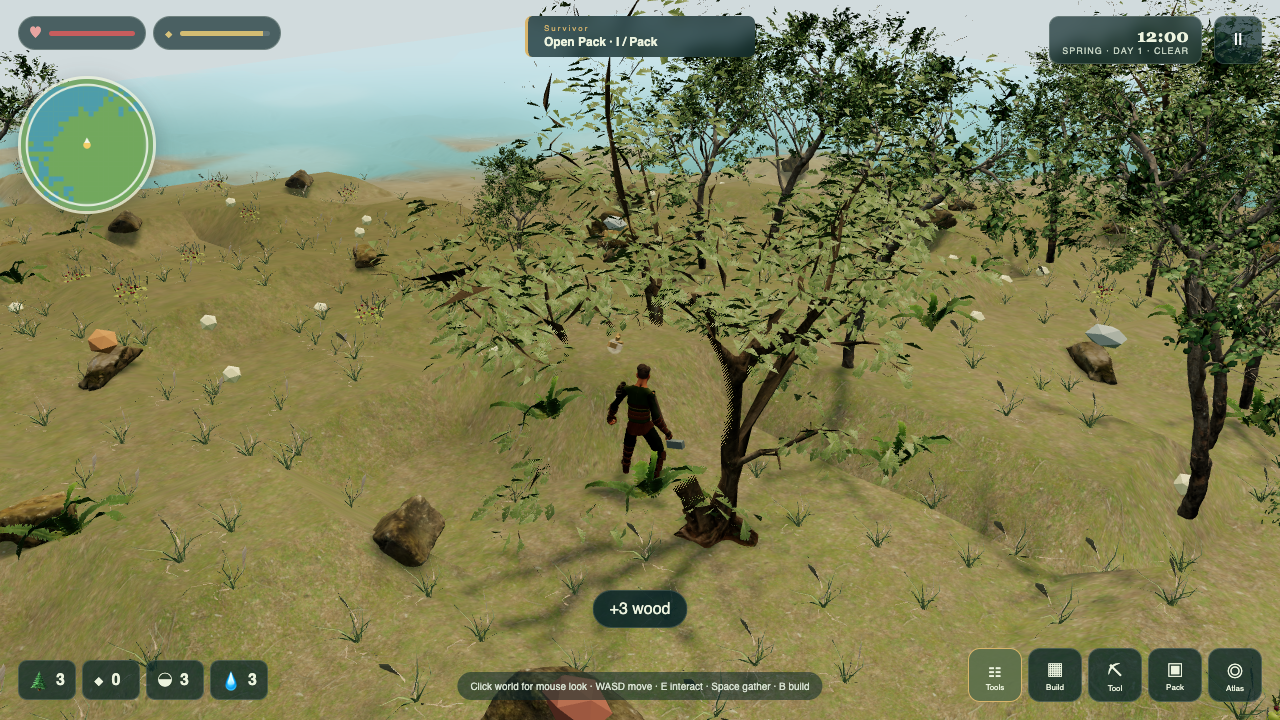 Survivor
Open Pack · I / Pack
12:00
SPRING · DAY 1 · CLEAR
+3 wood
3
0
3
3
Click world for mouse look · WASD move · E interact · Space gather · B build
Tools
Build
Tool
Pack
Atlas